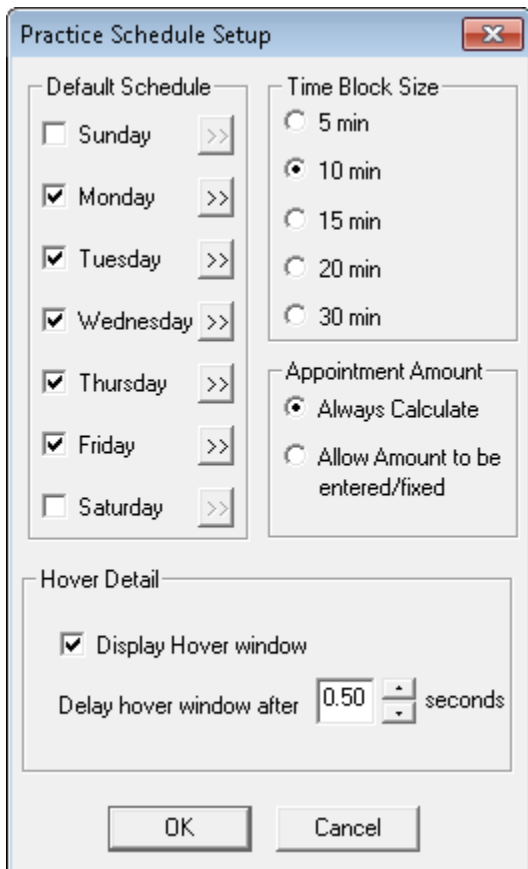 Practice Schedule Setup
Default Schedule
Sunday >>
Monday >>
Tuesday >>
Wednesday >>
Thursday >>
Friday >>
Saturday >>
Time Block Size
5 min
10 min
15 min
20 min
30 min
Appointment Amount
Always Calculate
Allow Amount to be
entered/fixed
Hover Detail
Display Hover window
Delay hover window after 0.50 seconds
OK Cancel